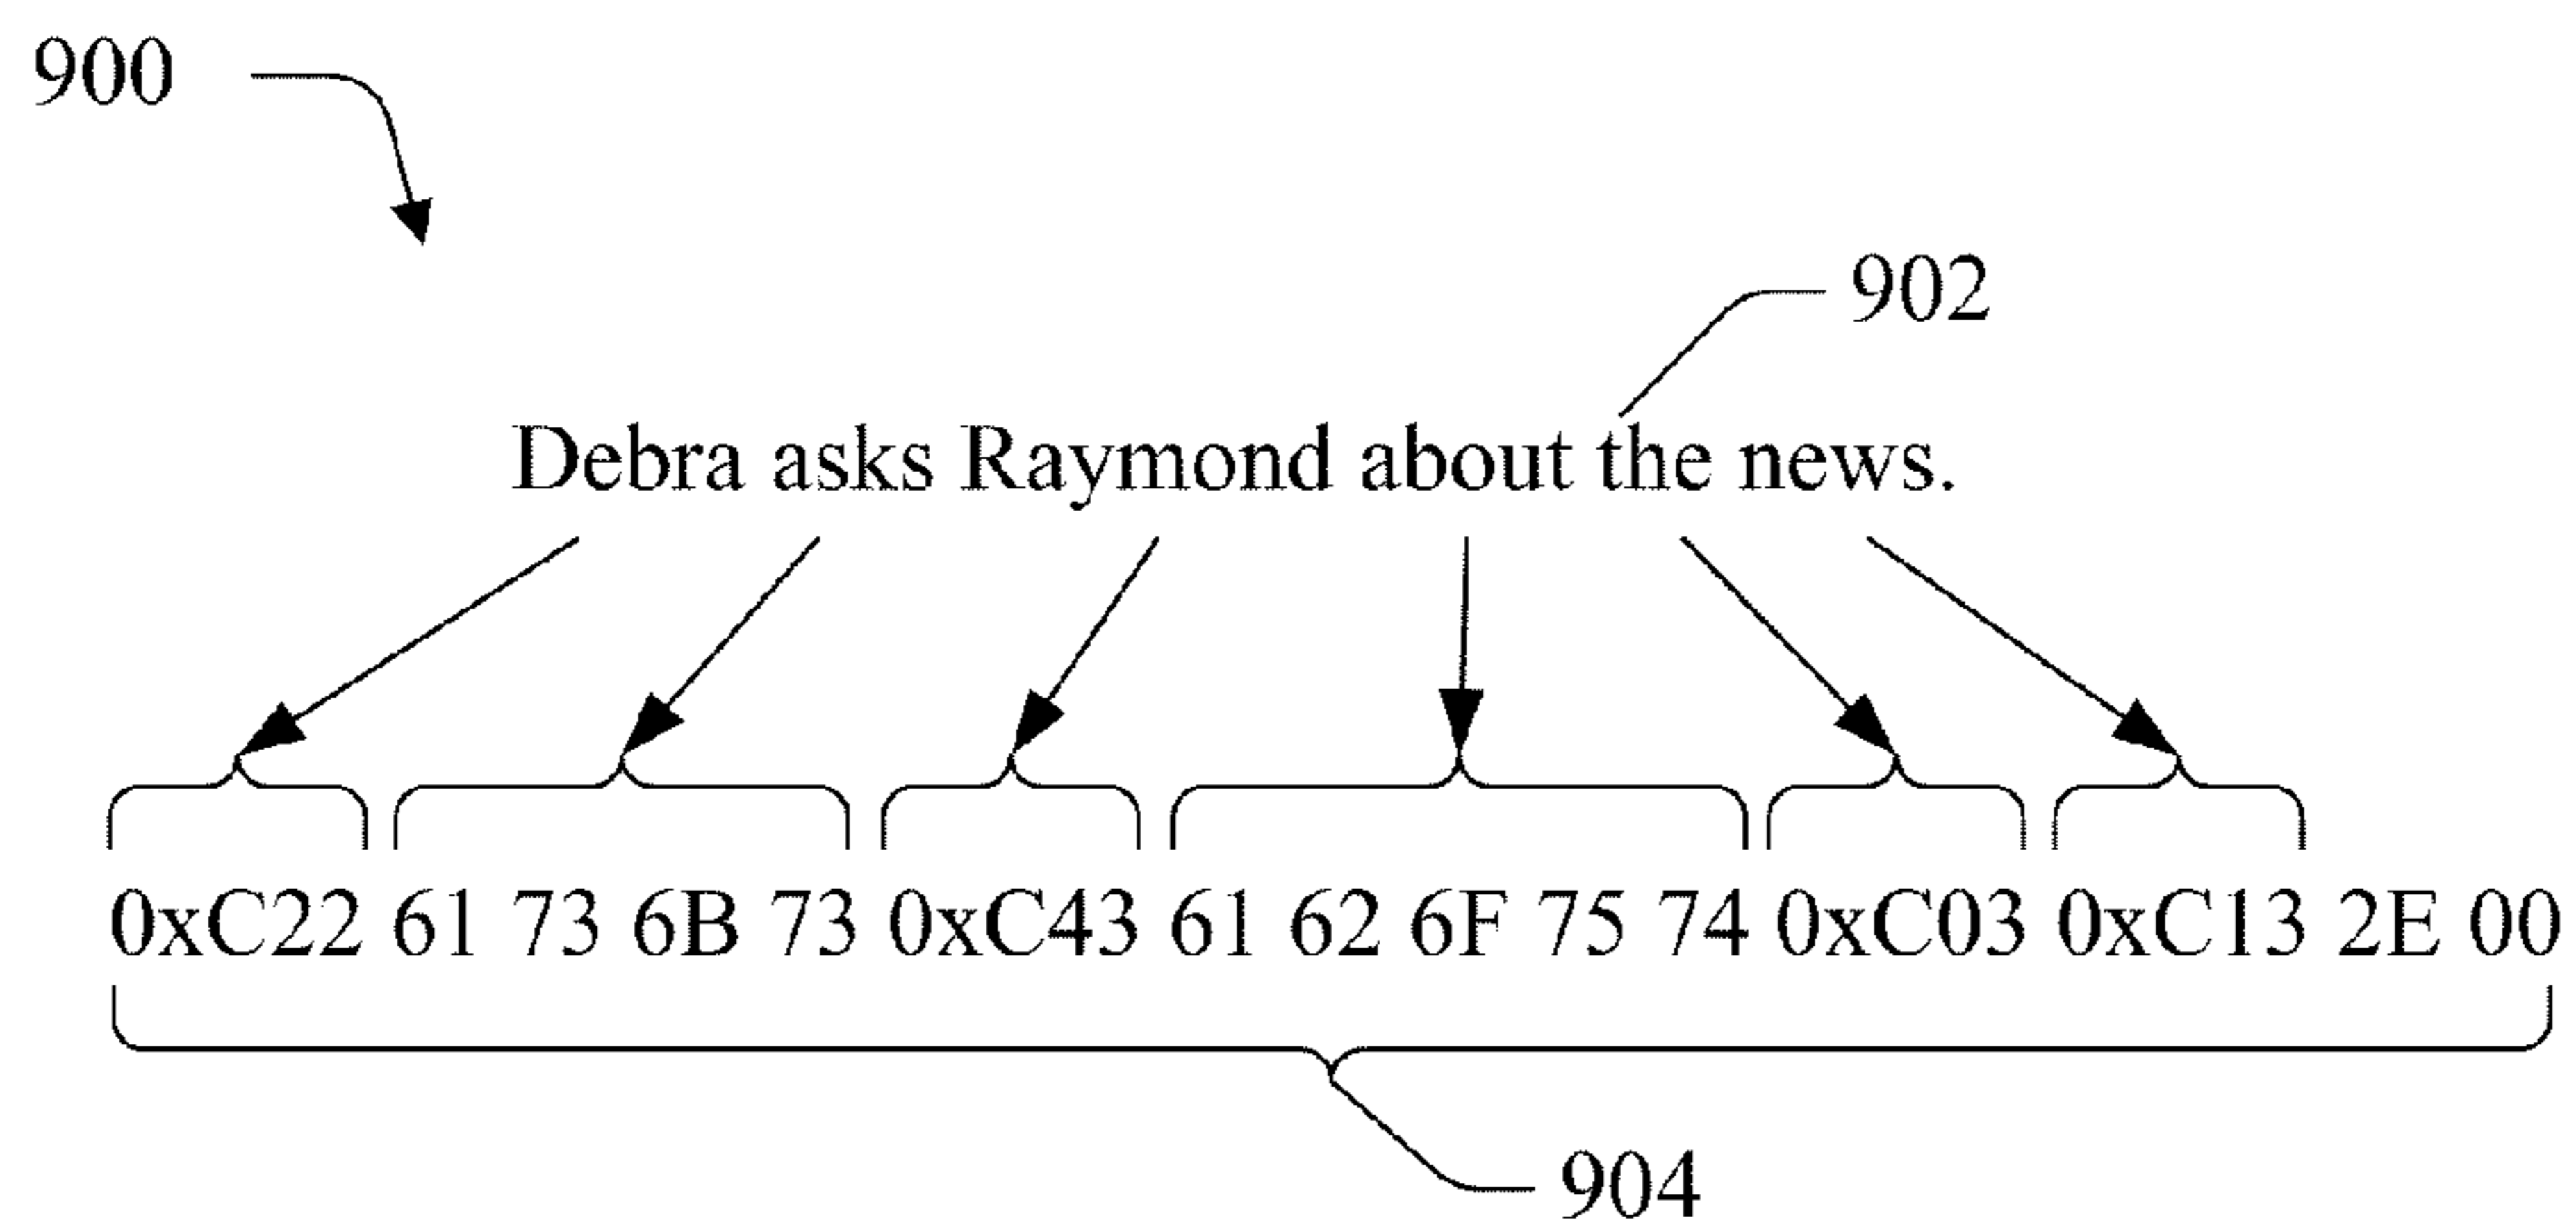 900
902
Debra asks Raymond about the news.
0xC22 61 73 6B 73 0xC43 61 62 6F 75 74 0xC03 0xC13 2E 00
904